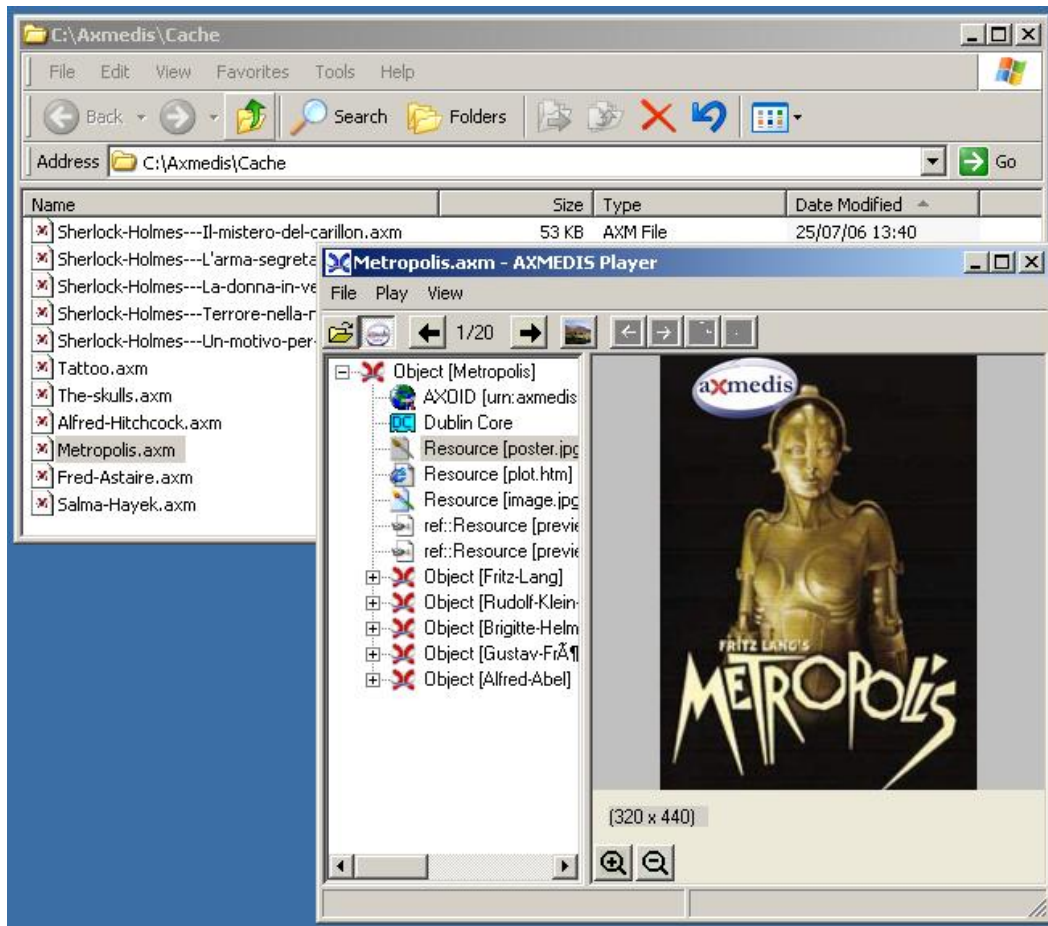 C:\Axmedis\Cache
File Edit View Favorites Tools Help
Back Search Folders
Address C:\Axmedis\Cache Go
Name Size Type Date Modified
Sherlock-Holmes---Il-mistero-del-carillon.axm 53 KB AXM File 25/07/06 13:40
Sherlock-Holmes---L'arma-segreta
Sherlock-Holmes---La-donna-in-ve
Sherlock-Holmes---Terrore-nella-r
Sherlock-Holmes---Un-motivo-per-
Tattoo.axm
The-skulls.axm
Alfred-Hitchcock.axm
Metropolis.axm
Fred-Astaire.axm
Salma-Hayek.axm
Metropolis.axm - AXMEDIS Player
File Play View
1/20
Object [Metropolis]
AXOID [urn:axmedis
DC Dublin Core
Resource [poster.jpg
Resource [plot.htm]
Resource [image.jpg
ref::Resource [previe
ref::Resource [previe
Object [Fritz-Lang]
Object [Rudolf-Klein-
Object [Brigitte-Helm
Object [Gustav-FrÃ¶
Object [Alfred-Abel]
axmedis
FRITZ LANG'S
METROPOLIS
(320 x 440)